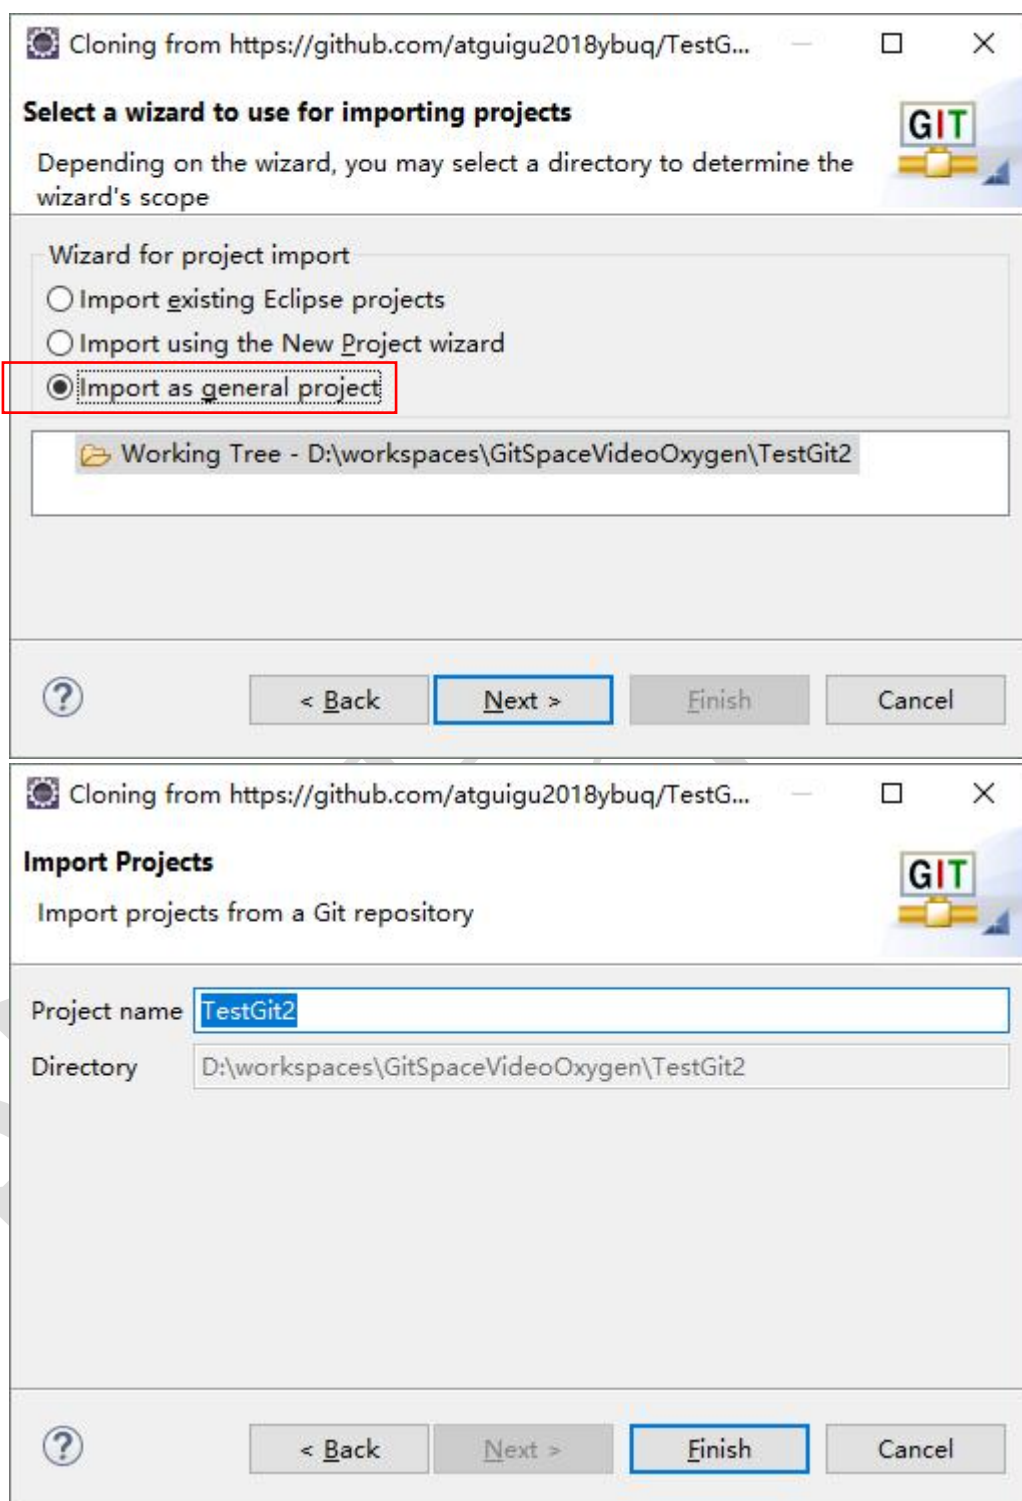 Cloning from https://github.com/atguigu2018ybuq/TestG...
Select a wizard to use for importing projects
GIT
Depending on the wizard, you may select a directory to determine the
wizard's scope
Wizard for project import
Import existing Eclipse projects
Import using the New Project wizard
Import as general project
Working Tree - D:\workspaces\GitSpaceVideoOxygen\TestGit2
? < Back Next > Finish Cancel
Cloning from https://github.com/atguigu2018ybuq/TestG...
Import Projects
GIT
Import projects from a Git repository
Project name TestGit2
Directory D:\workspaces\GitSpaceVideoOxygen\TestGit2
? < Back Next > Finish Cancel